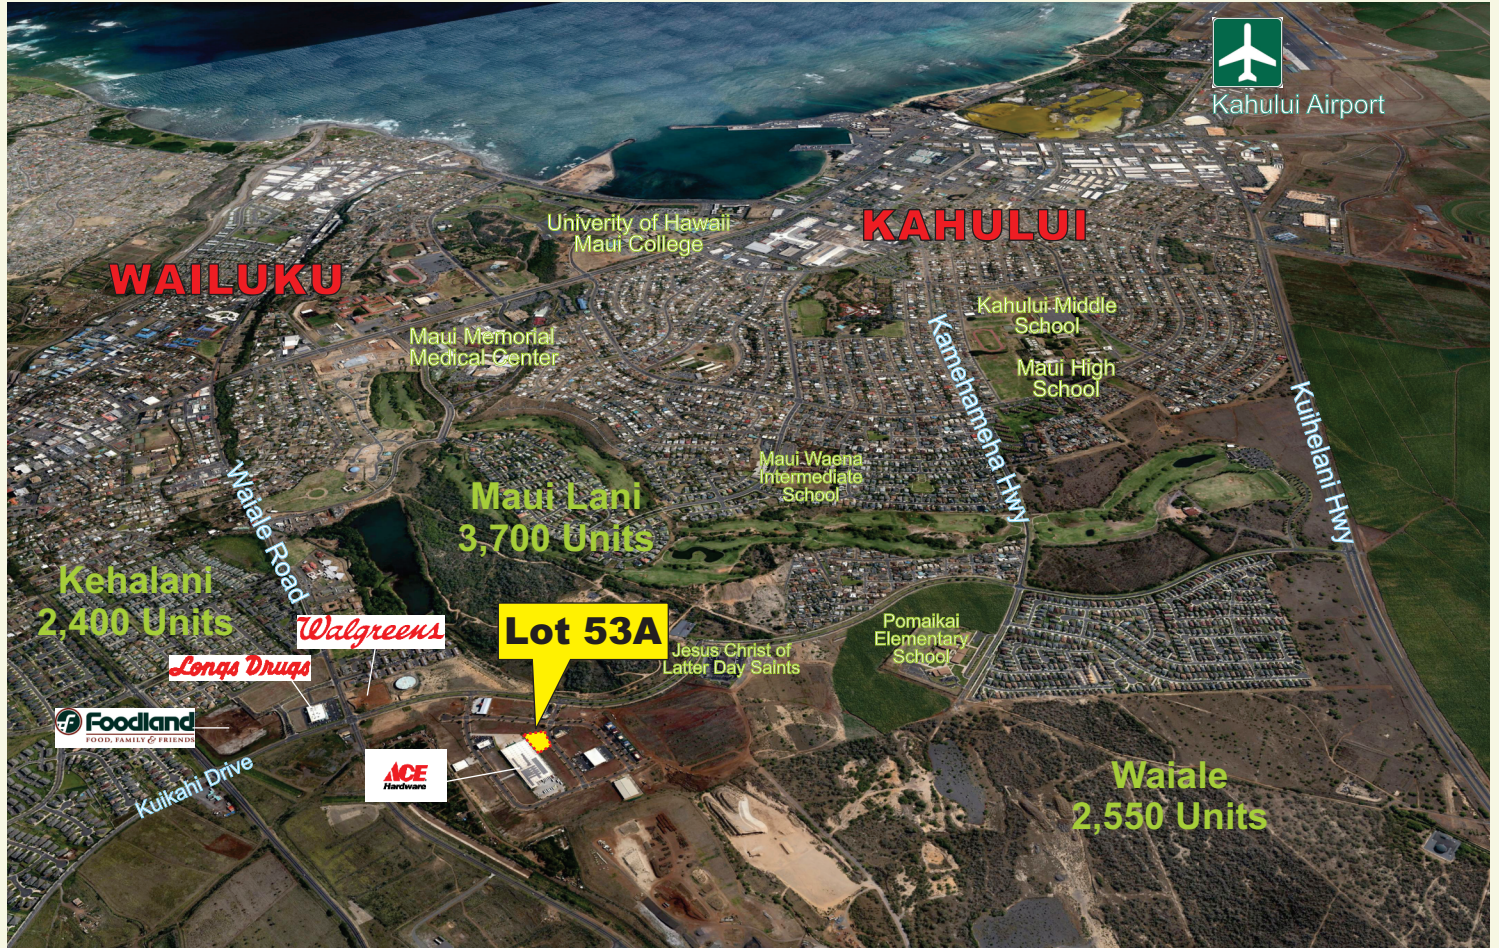 Kahului Airport
Univerity of Hawaii
Maui College
KAHULUI
WAILUKU
Kahului Middle
School
Maui Memorial
Medical Center
Maui High
School
Kamehameha Hwy
Kuihelani Hwy
Maui Waena
Intermediate
School
Waiale Road
Maui Lani
3,700 Units
Kehalani
2,400 Units
Walgreens
Lot 53A
Pomaikai
Elementary
School
Jesus Christ of
Latter Day Saints
Longs Drugs
Foodland
FOOD, FAMILY & FRIENDS
Kuikahi Drive
ACE
Hardware
Waiale
2,550 Units